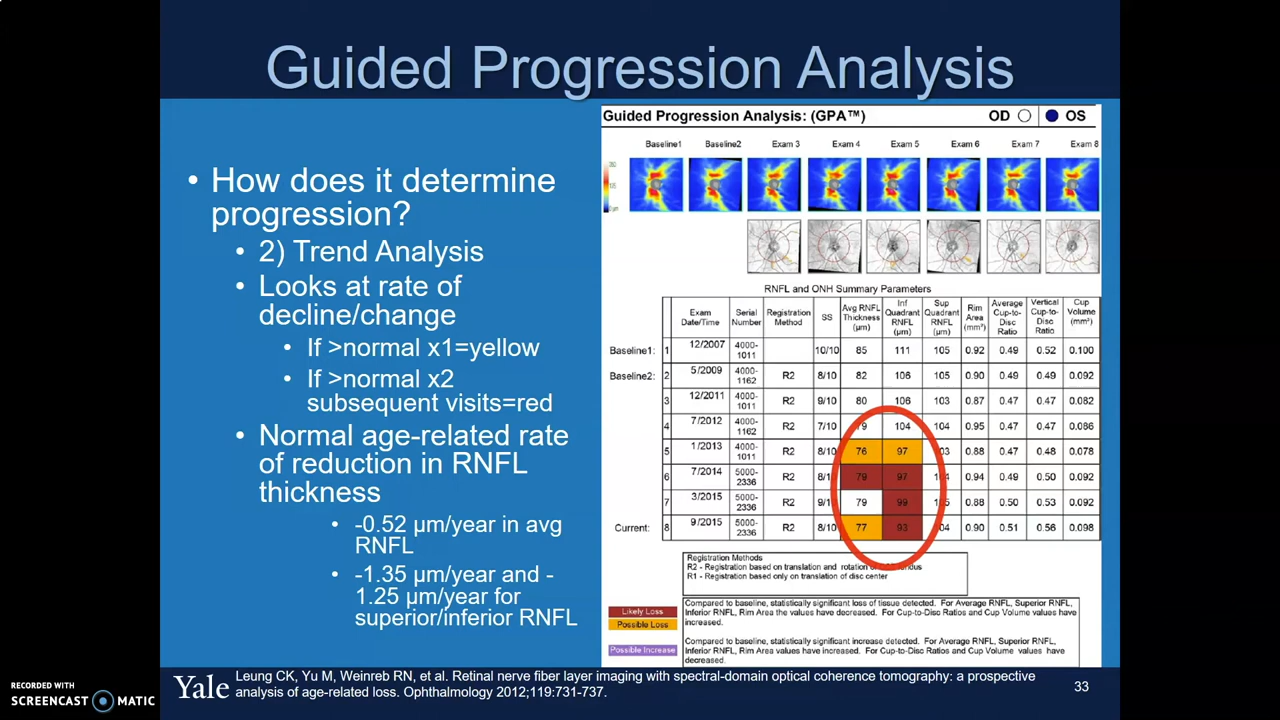 Guided Progression Analysis
• How does it determine
progression?
• 2) Trend Analysis
• Looks at rate of
decline/change
• If >normal x1=yellow
• If >normal x2
subsequent visits=red
• Normal age-related rate
of reduction in RNFL
thickness
• -0.52 µm/year in avg
RNFL
• -1.35 µm/year and -
1.25 µm/year for
superior/inferior RNFL
Guided Progression Analysis: (GPA™) OD OS
Baseline1 Baseline2 Exam 3 Exam 4 Exam 5 Exam 6 Exam 7 Exam 8
RNFL and ONH Summary Parameters
Exam Date/Time Serial Number Registration Method SS Avg RNFL Thickness (µm) Inf Quadrant RNFL (µm) Sup Quadrant RNFL (µm) Rim Area (mm²) Average Cup-to-Disc Ratio Vertical Cup-to-Disc Ratio Cup Volume (mm³)
Baseline1: 1 12/2007 4000-1011 10/10 85 111 105 0.92 0.49 0.52 0.100
Baseline2: 2 5/2009 4000-1162 R2 8/10 82 106 105 0.90 0.49 0.49 0.092
3 12/2011 4000-1011 R2 9/10 80 106 103 0.87 0.47 0.47 0.082
4 7/2012 4000-1162 R2 7/10 79 104 104 0.95 0.47 0.47 0.086
5 1/2013 4000-1011 R2 8/10 76 97 0.88 0.47 0.48 0.078
6 7/2014 5000-2336 R2 79 97 0.94 0.49 0.50 0.092
7 3/2015 5000-2336 R2 79 99 0.88 0.50 0.53 0.092
Current: 8 9/2015 5000-2336 R2 8/10 77 93 0.90 0.51 0.56 0.098
Registration Methods
R2 - Registration based on translation and rotation of
R1 - Registration based only on translation of disc center
Likely Loss
Possible Loss
Compared to baseline, statistically significant loss of tissue detected. For Average RNFL, Superior RNFL,
Inferior RNFL, Rim Area the values have decreased. For Cup-to-Disc Ratios and Cup Volume values have
increased.
Possible Increase
Compared to baseline, statistically significant increase detected. For Average RNFL, Superior RNFL,
Inferior RNFL, Rim Area values have increased. For Cup-to-Disc Ratios and Cup Volume values have
decreased.
Yale
Leung CK, Yu M, Weinreb RN, et al. Retinal nerve fiber layer imaging with spectral-domain optical coherence tomography: a prospective
analysis of age-related loss. Ophthalmology 2012;119:731-737.
33
RECORDED WITH
SCREENCAST MATIC